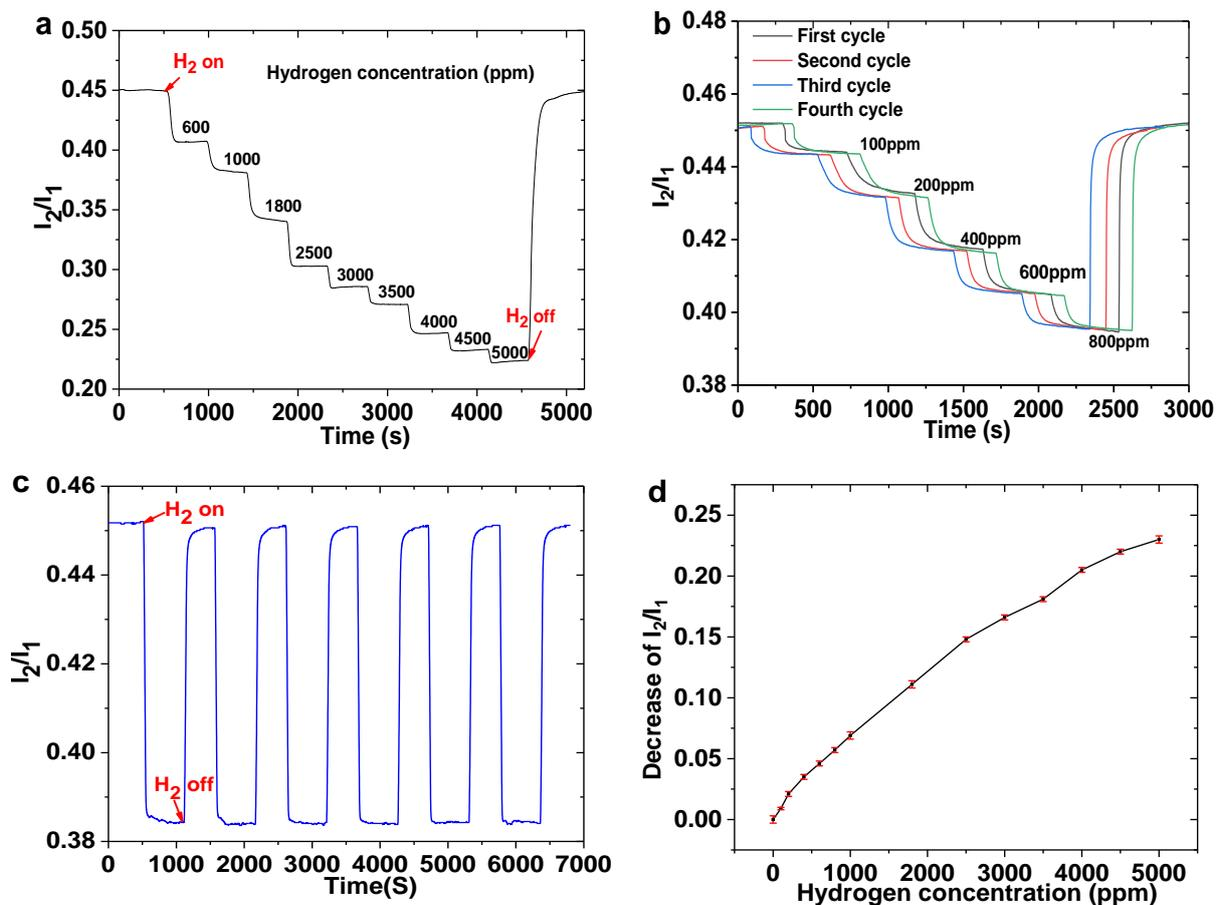 a
0.50
0.45
0.40
0.35
0.30
0.25
0.20
I2/I1
H2 on
Hydrogen concentration (ppm)
600
1000
1800
2500
3000
3500
4000
4500
5000
H2 off
0 1000 2000 3000 4000 5000
Time (s)
b
0.48
0.46
0.44
0.42
0.40
0.38
I2/I1
First cycle
Second cycle
Third cycle
Fourth cycle
100ppm
200ppm
400ppm
600ppm
800ppm
0 500 1000 1500 2000 2500 3000
Time (s)
c
0.46
0.44
0.42
0.40
0.38
I2/I1
H2 on
H2 off
0 1000 2000 3000 4000 5000 6000 7000
Time(S)
d
0.25
0.20
0.15
0.10
0.05
0.00
Decrease of I2/I1
0 1000 2000 3000 4000 5000
Hydrogen concentration (ppm)